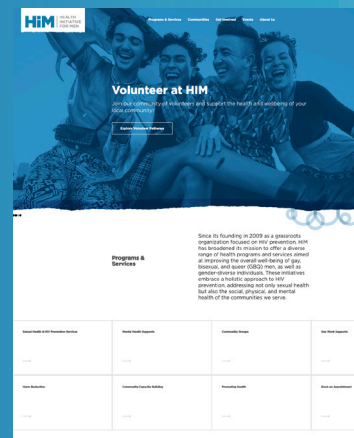 HiM HEALTH
INITIATIVE
FOR MEN
Programs & Services Communities Get Involved Events About Us
Volunteer at HIM
Join our community of volunteers and support the health and wellbeing of your
local community!
Explore Volunteer Pathways
Programs &
Services
Since its founding in 2009 as a grassroots
organization focused on HIV prevention, HIM
has broadened its mission to offer a diverse
range of health programs and services aimed
at improving the overall well-being of gay,
bisexual, and queer (GBQ) men, as well as
gender-diverse individuals. These initiatives
embrace a holistic approach to HIV
prevention, addressing not only sexual health
but also the social, physical, and mental
health of the communities we serve.
Sexual Health & HIV Prevention Services
Mental Health Supports
Community Groups
Sex Work Supports
Harm Reduction
Community Capacity Building
Promoting Health
Book an Appointment